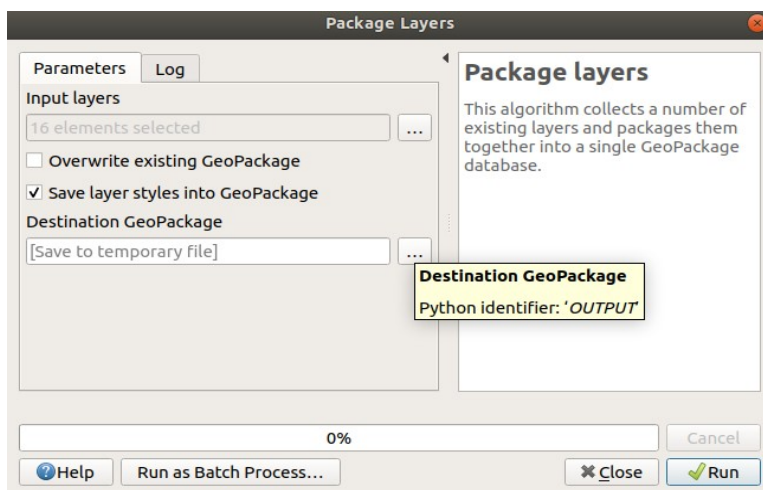 Package Layers
Parameters
Log
Input layers
16 elements selected
...
Overwrite existing GeoPackage
Save layer styles into GeoPackage
Destination GeoPackage
[Save to temporary file]
...
Package layers
This algorithm collects a number of
existing layers and packages them
together into a single GeoPackage
database.
Destination GeoPackage
Python identifier: ‘OUTPUT’
0%
Cancel
Help
Run as Batch Process...
Close
Run